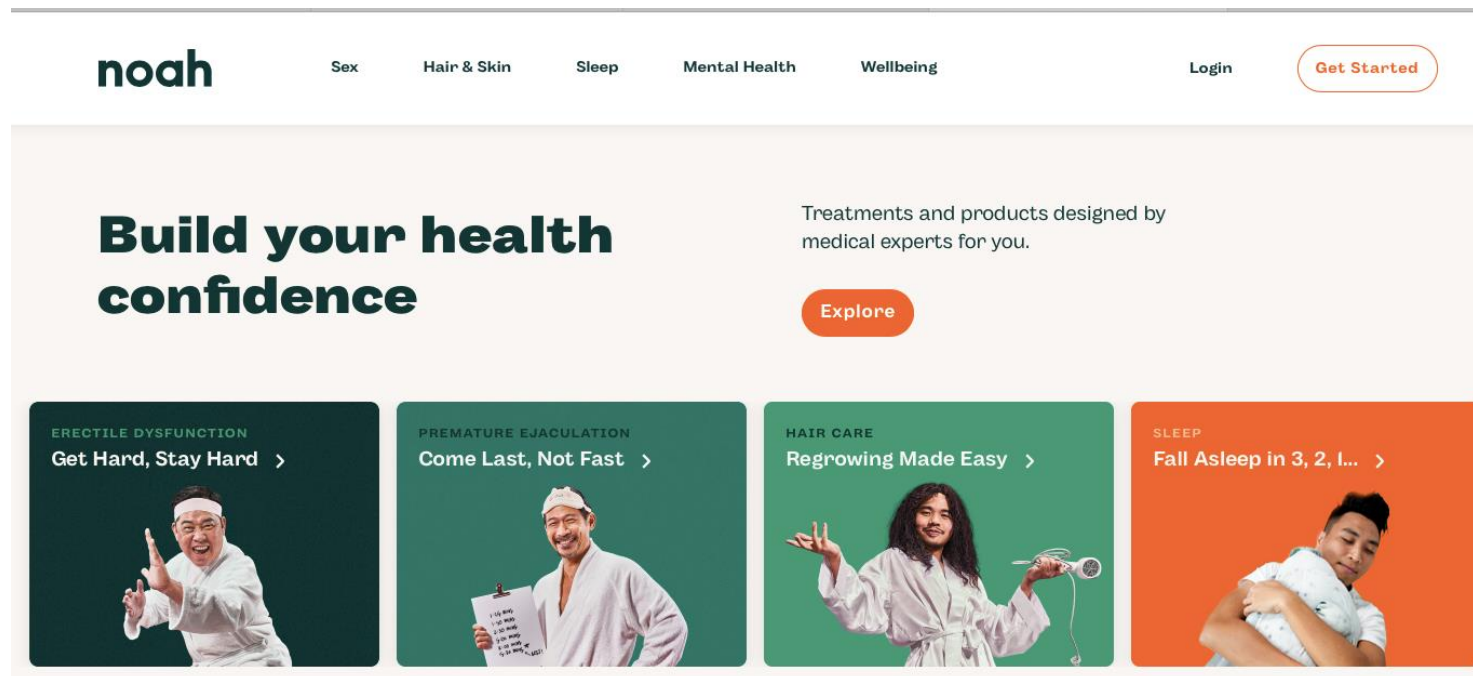 noah
Sex
Hair & Skin
Sleep
Mental Health
Wellbeing
Login
Get Started
Build your health
confidence
Treatments and products designed by
medical experts for you.
Explore
ERECTILE DYSFUNCTION
Get Hard, Stay Hard
PREMATURE EJACULATION
Come Last, Not Fast
HAIR CARE
Regrowing Made Easy
SLEEP
Fall Asleep in 3, 2, 1...